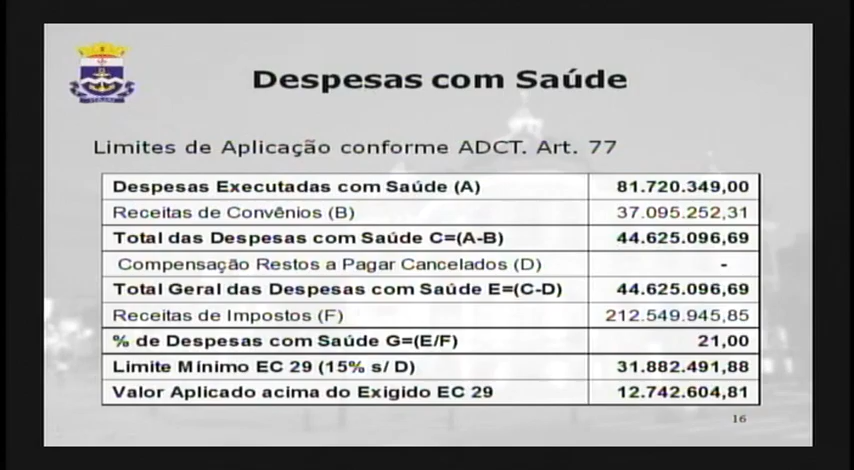 Despesas com Saúde
Limites de Aplicação conforme ADCT. Art. 77
Despesas Executadas com Saúde (A) 81.720.349,00
Receitas de Convênios (B) 37.095.252,31
Total das Despesas com Saúde C=(A-B) 44.625.096,69
Compensação Restos a Pagar Cancelados (D) -
Total Geral das Despesas com Saúde E=(C-D) 44.625.096,69
Receitas de Impostos (F) 212.549.945,85
% de Despesas com Saúde G=(E/F) 21,00
Limite Mínimo EC 29 (15% s/ D) 31.882.491,88
Valor Aplicado acima do Exigido EC 29 12.742.604,81
16